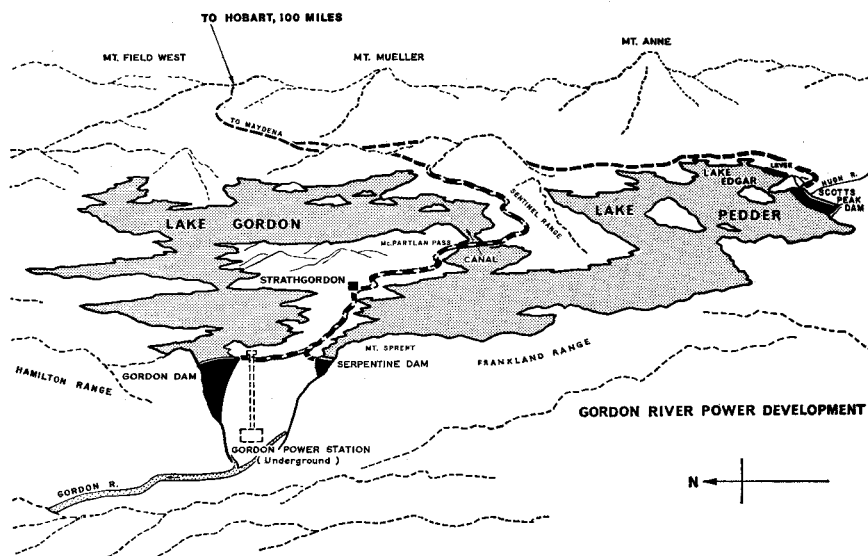 TO HOBART, 100 MILES
MT. FIELD WEST
MT. MUELLER
MT. ANNE
TO MAYDENA
LEVEE
HUON R.
LAKE
EDGAR
SCOTTS
PEAK
DAM
SENTINEL RANGE
LAKE GORDON
LAKE PEDDER
McPARTLAN PASS
CANAL
STRATHGORDON
MT. SPRENT
FRANKLAND RANGE
HAMILTON RANGE
GORDON DAM
SERPENTINE DAM
GORDON RIVER POWER DEVELOPMENT
GORDON POWER STATION
( Underground )
GORDON R.
N